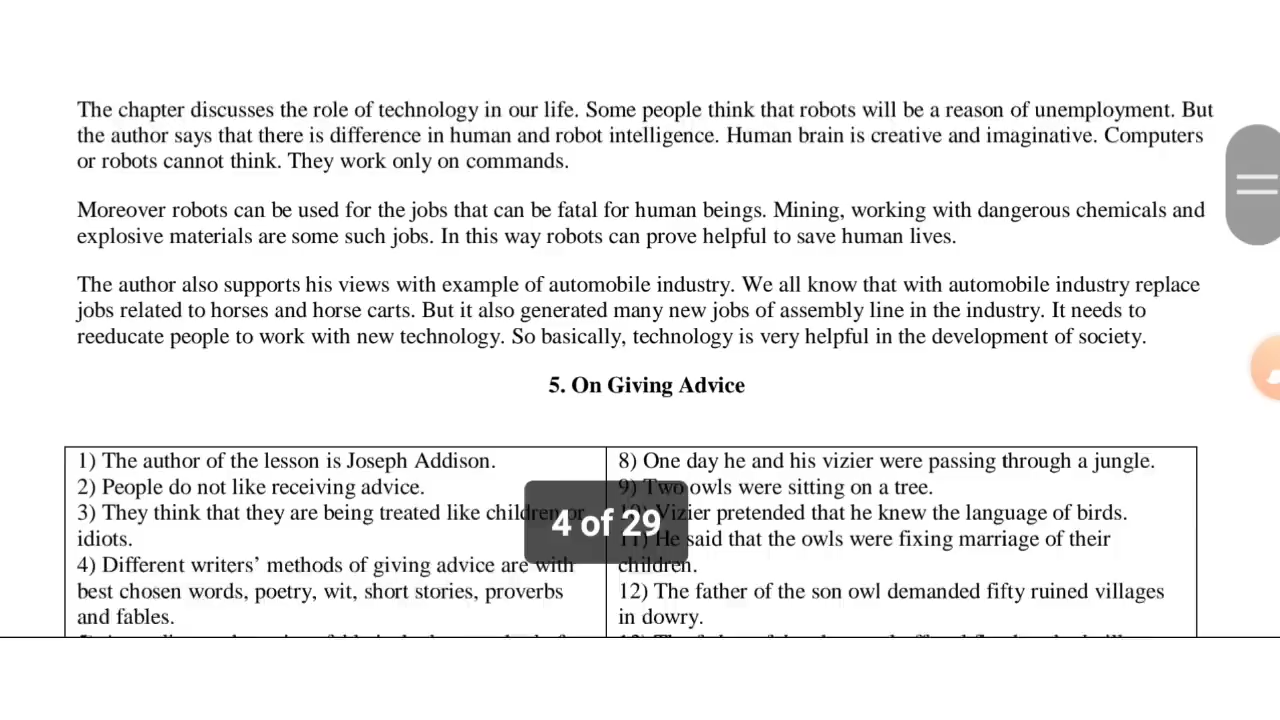 The chapter discusses the role of technology in our life. Some people think that robots will be a reason of unemployment. But
the author says that there is difference in human and robot intelligence. Human brain is creative and imaginative. Computers
or robots cannot think. They work only on commands.
Moreover robots can be used for the jobs that can be fatal for human beings. Mining, working with dangerous chemicals and
explosive materials are some such jobs. In this way robots can prove helpful to save human lives.
The author also supports his views with example of automobile industry. We all know that with automobile industry replace
jobs related to horses and horse carts. But it also generated many new jobs of assembly line in the industry. It needs to
reeducate people to work with new technology. So basically, technology is very helpful in the development of society.
5. On Giving Advice
1) The author of the lesson is Joseph Addison.
2) People do not like receiving advice.
3) They think that they are being treated like children or
idiots.
4) Different writers' methods of giving advice are with
best chosen words, poetry, wit, short stories, proverbs
and fables.
8) One day he and his vizier were passing through a jungle.
9) Two owls were sitting on a tree.
10) Vizier pretended that he knew the language of birds.
11) He said that the owls were fixing marriage of their
children.
12) The father of the son owl demanded fifty ruined villages
in dowry.
4 of 29